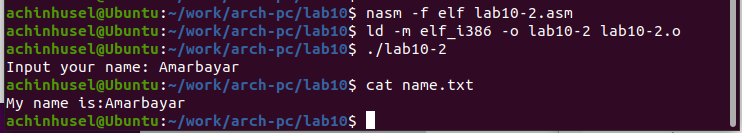 achinhusel@Ubuntu:~/work/arch-pc/lab10$ nasm -f elf lab10-2.asm
achinhusel@Ubuntu:~/work/arch-pc/lab10$ ld -m elf_i386 -o lab10-2 lab10-2.o
achinhusel@Ubuntu:~/work/arch-pc/lab10$ ./lab10-2
Input your name: Amarbayar
achinhusel@Ubuntu:~/work/arch-pc/lab10$ cat name.txt
My name is:Amarbayar
achinhusel@Ubuntu:~/work/arch-pc/lab10$